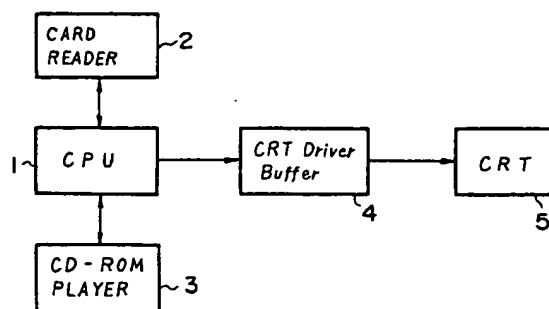 CARD
READER
2
1
CPU
CRT Driver
Buffer
4
CRT
5
CD-ROM
PLAYER
3